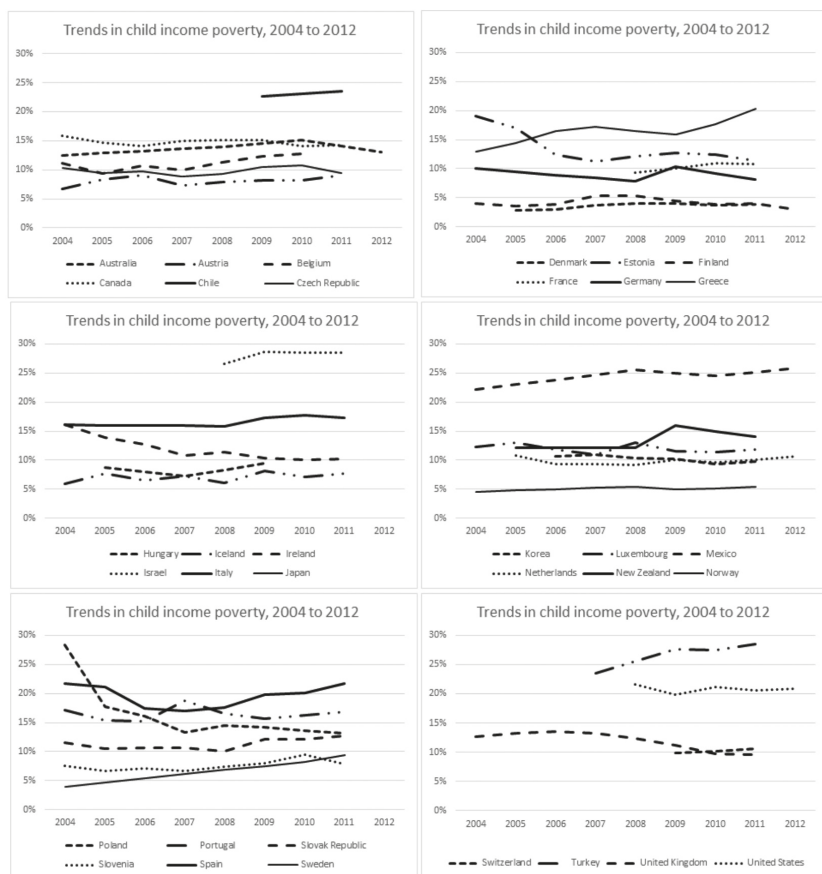 Trends in child income poverty, 2004 to 2012
30%
25%
20%
15%
10%
5%
0%
2004 2005 2006 2007 2008 2009 2010 2011 2012
Australia Austria Belgium
Canada Chile Czech Republic
Trends in child income poverty, 2004 to 2012
30%
25%
20%
15%
10%
5%
0%
2004 2005 2006 2007 2008 2009 2010 2011 2012
Denmark Estonia Finland
France Germany Greece
Trends in child income poverty, 2004 to 2012
30%
25%
20%
15%
10%
5%
0%
2004 2005 2006 2007 2008 2009 2010 2011 2012
Hungary Iceland Ireland
Israel Italy Japan
Trends in child income poverty, 2004 to 2012
30%
25%
20%
15%
10%
5%
0%
2004 2005 2006 2007 2008 2009 2010 2011 2012
Korea Luxembourg Mexico
Netherlands New Zealand Norway
Trends in child income poverty, 2004 to 2012
30%
25%
20%
15%
10%
5%
0%
2004 2005 2006 2007 2008 2009 2010 2011 2012
Poland Portugal Slovak Republic
Slovenia Spain Sweden
Trends in child income poverty, 2004 to 2012
30%
25%
20%
15%
10%
5%
0%
2004 2005 2006 2007 2008 2009 2010 2011 2012
Switzerland Turkey United Kingdom United States